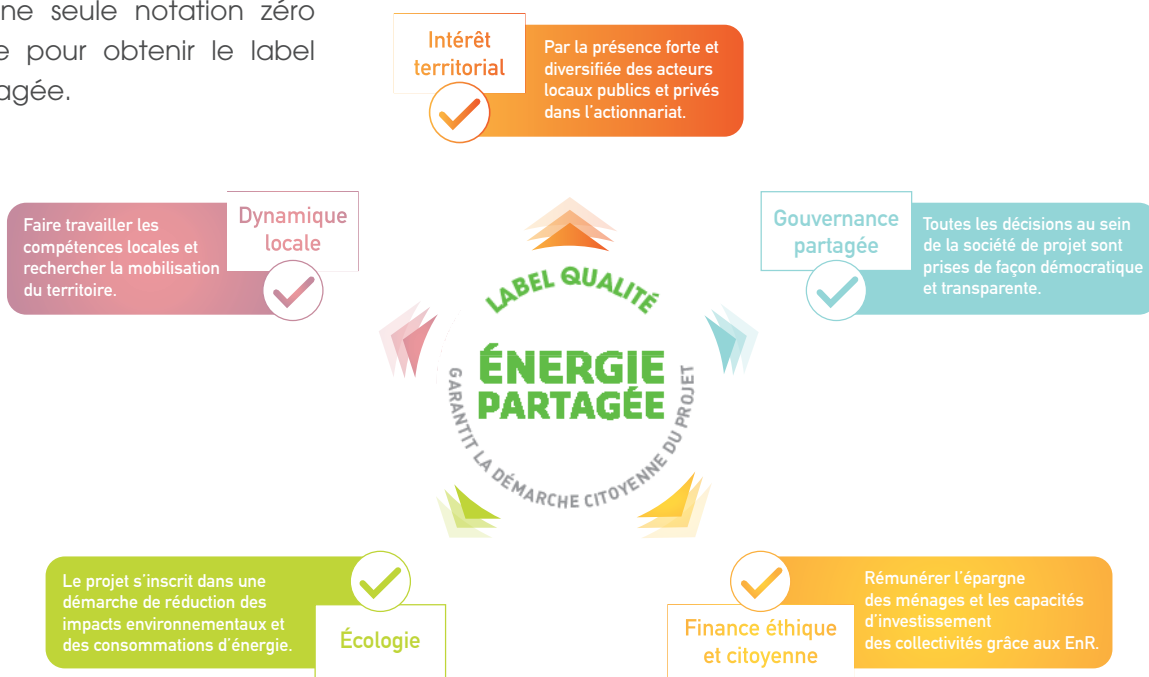 ne seule notation zéro
e pour obtenir le label
agée.
Intérêt
territorial
Par la présence forte et
diversifiée des acteurs
locaux publics et privés
dans l'actionnariat.
Faire travailler les
compétences locales et
rechercher la mobilisation
du territoire.
Dynamique
locale
Gouvernance
partagée
Toutes les décisions au sein
de la société de projet sont
prises de façon démocratique
et transparente.
LABEL QUALITÉ
ÉNERGIE
PARTAGÉE
GARANTIT LA DÉMARCHE CITOYENNE DU PROJET
Le projet s'inscrit dans une
démarche de réduction des
impacts environnementaux et
des consommations d'énergie.
Écologie
Finance éthique
et citoyenne
Rémunérer l'épargne
des ménages et les capacités
d'investissement
des collectivités grâce aux EnR.